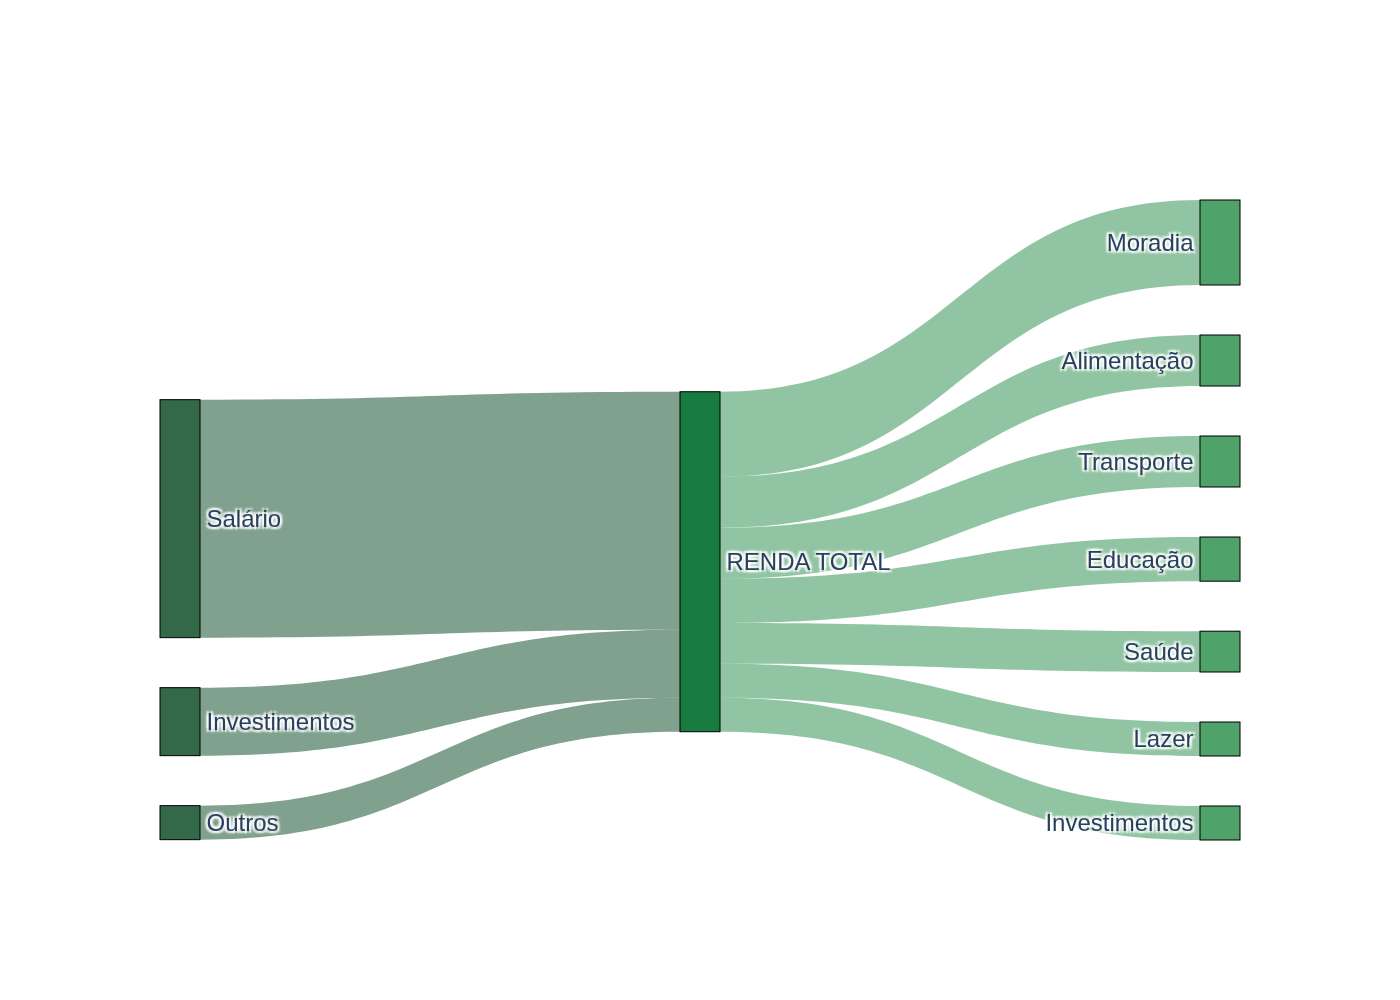 Salário
Investimentos
Outros
RENDA TOTAL
Moradia
Alimentação
Transporte
Educação
Saúde
Lazer
Investimentos